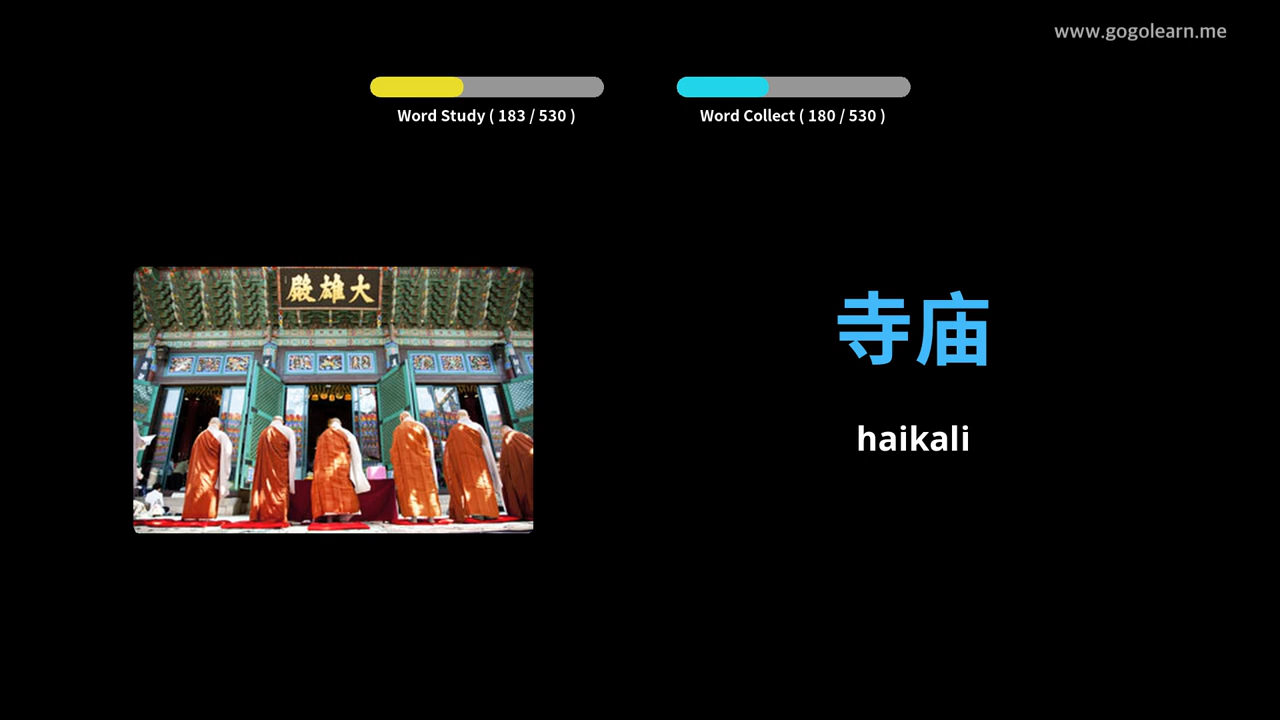 www.gogolearn.me
Word Study ( 183 / 530 )
Word Collect ( 180 / 530 )
殿雄大
寺庙
haikali